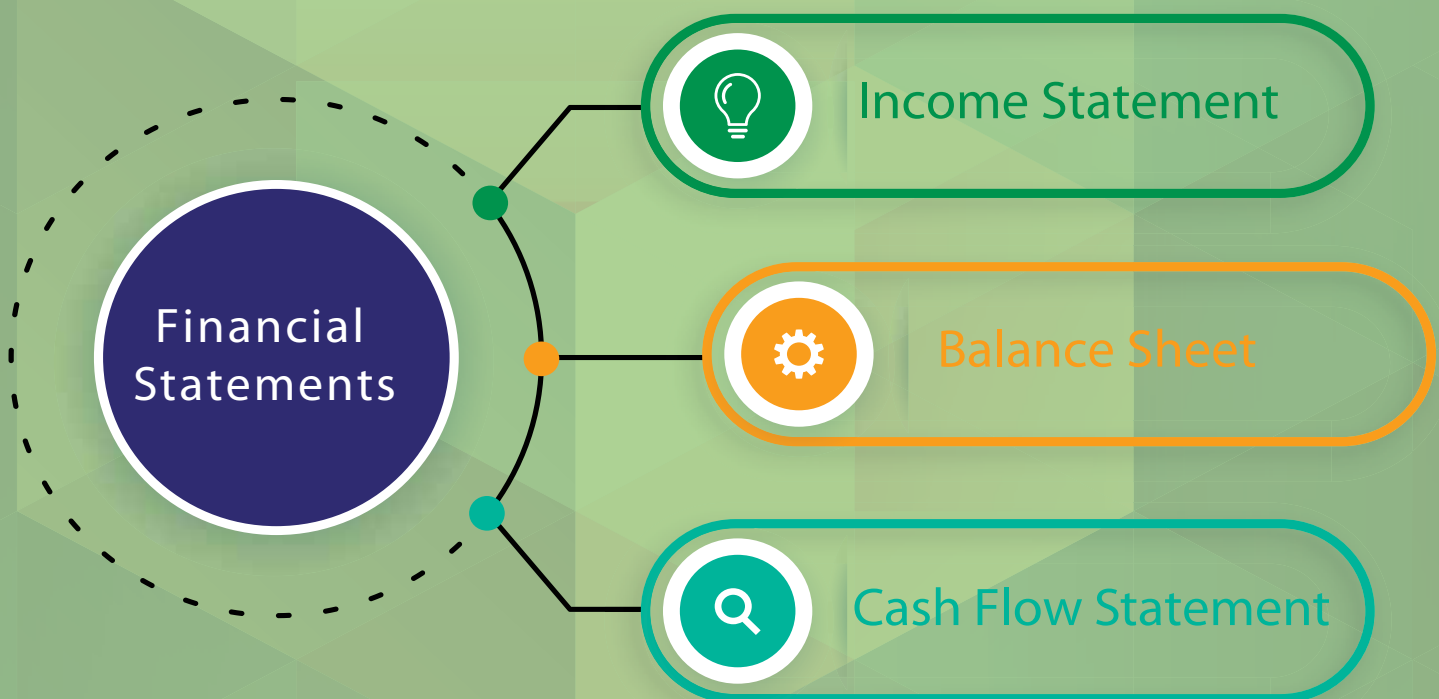 Financial
Statements
Income Statement
Balance Sheet
Cash Flow Statement